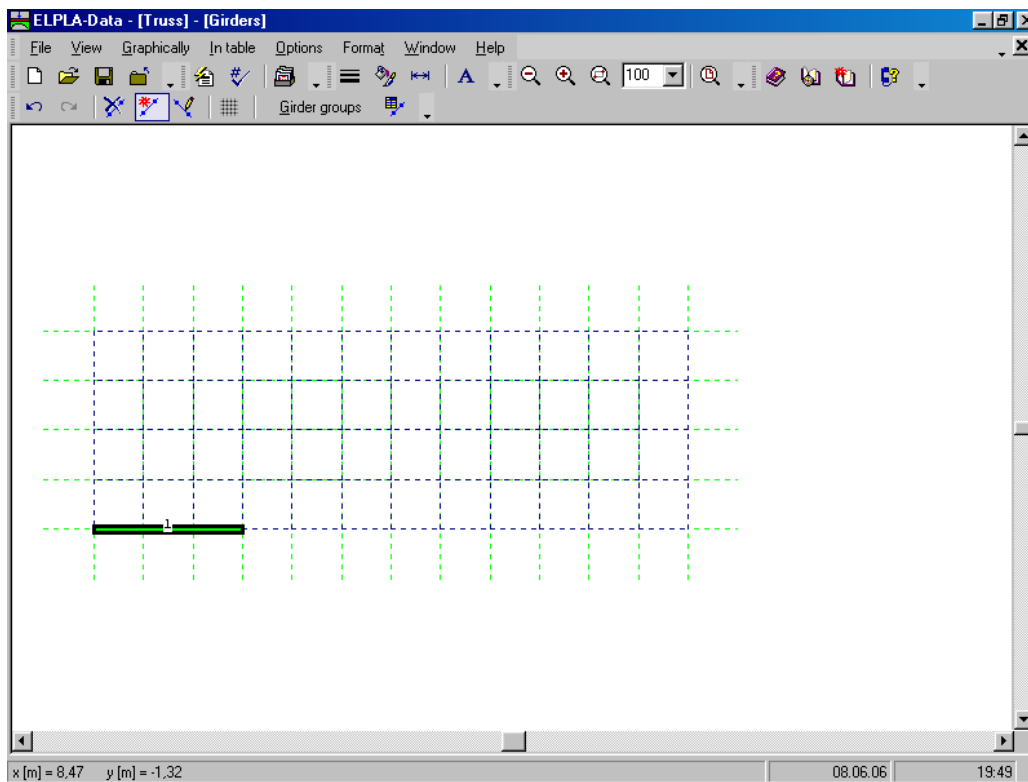 ELPLA-Data - [Truss] - [Girders]
File View Graphically In table Options Format Window Help
A 100
Girder groups
1
x [m] = 8,47 y [m] = -1,32 08.06.06 19:49